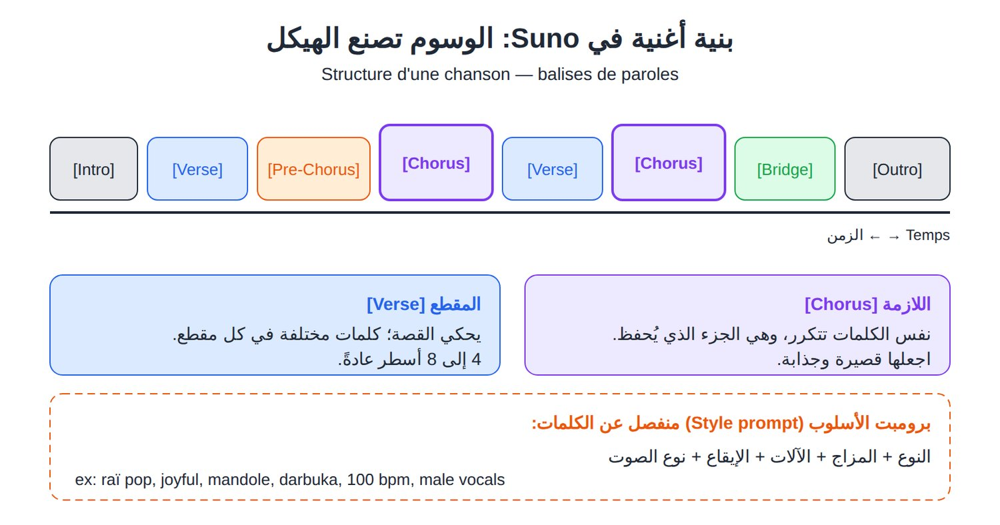 بنية أغنية في Suno: الوسوم تصنع الهيكل
Structure d'une chanson — balises de paroles
[Intro] [Verse] [Pre-Chorus] [Chorus] [Verse] [Chorus] [Bridge] [Outro]
الزمن ← → Temps
اللازمة [Chorus]
نفس الكلمات تتكرر، وهي الجزء الذي يُحفظ.
اجعلها قصيرة وجذابة.
المقطع [Verse]
يحكي القصة؛ كلمات مختلفة في كل مقطع.
4 إلى 8 أسطر عادةً.
برومبت الأسلوب (Style prompt) منفصل عن الكلمات:
النوع + المزاج + الآلات + الإيقاع + نوع الصوت
ex: raï pop, joyful, mandole, darbuka, 100 bpm, male vocals